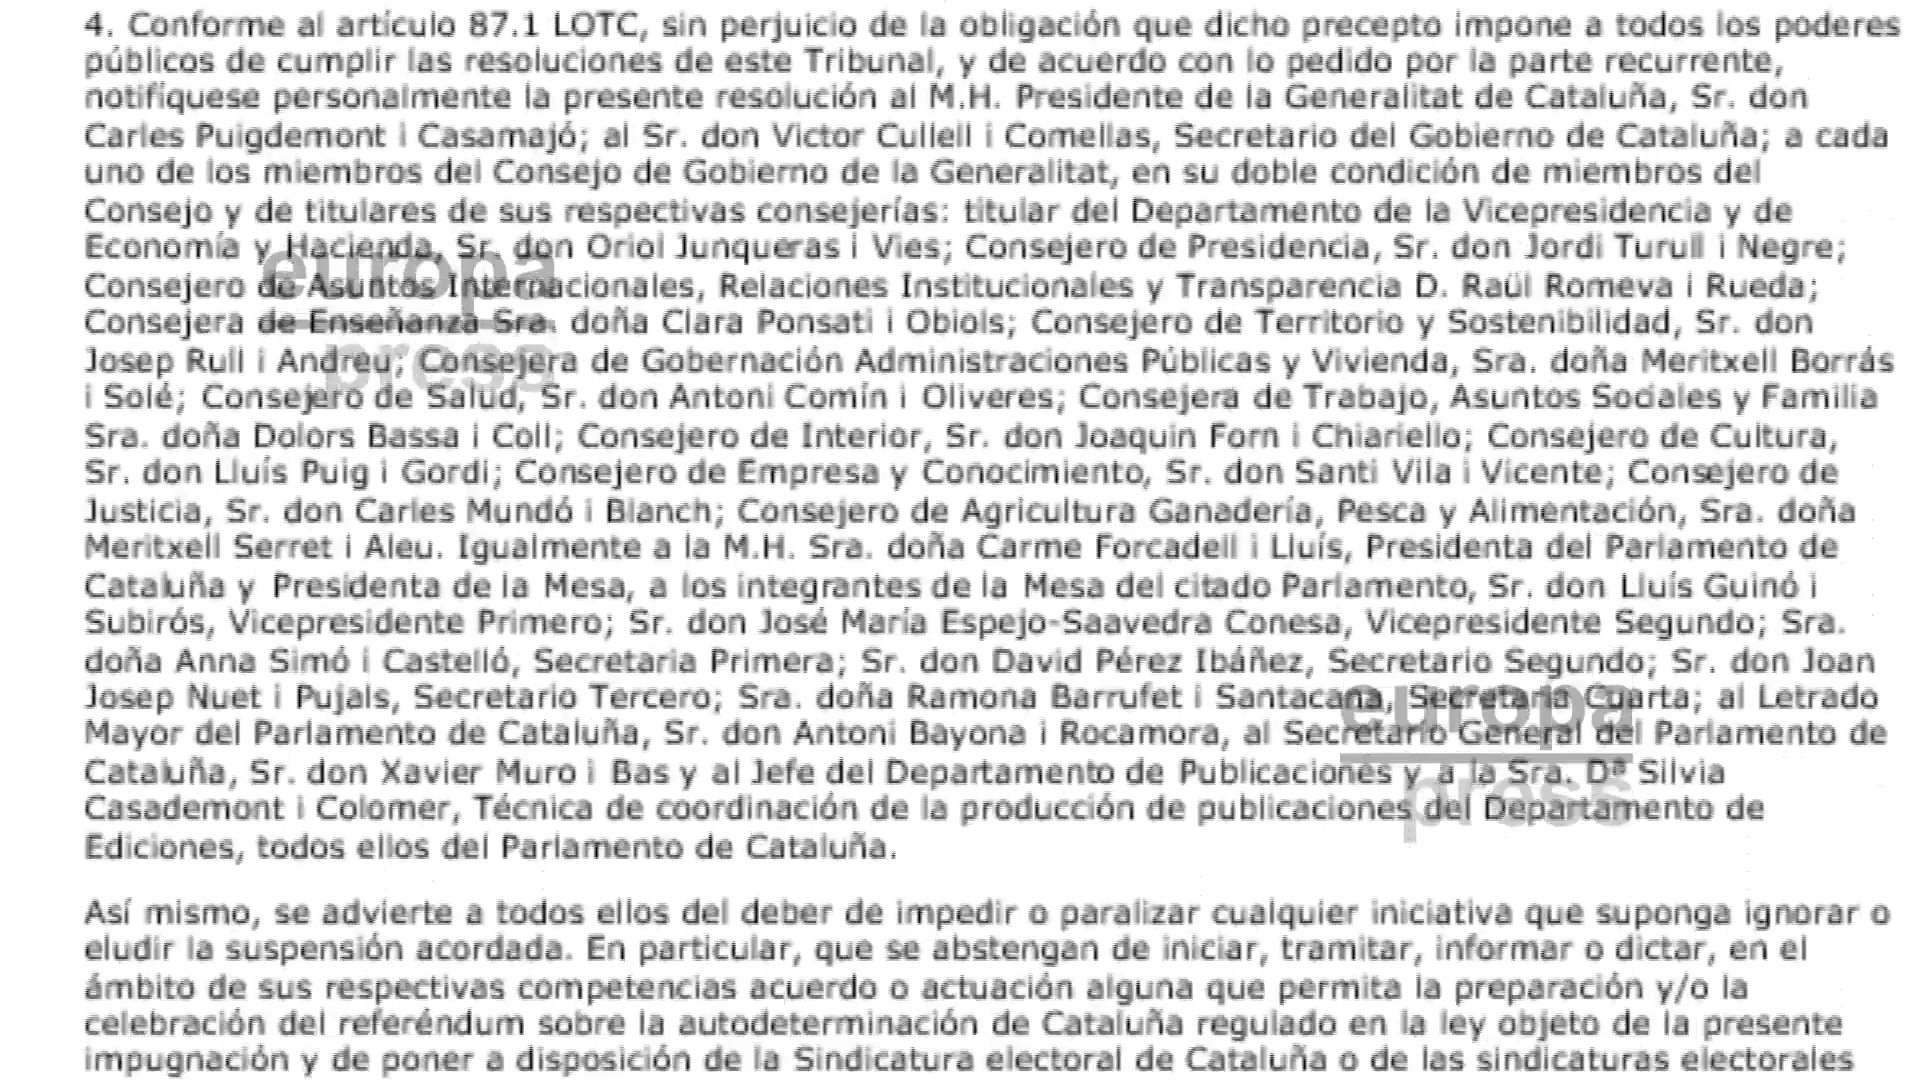 4. Conforme al artículo 87.1 LOTC, sin perjuicio de la obligación que dicho precepto impone a todos los poderes
públicos de cumplir las resoluciones de este Tribunal, y de acuerdo con lo pedido por la parte recurrente,
notifíquese personalmente la presente resolución al M.H. Presidente de la Generalitat de Cataluña, Sr. don
Carles Puigdemont i Casamajó; al Sr. don Victor Cullell i Comellas, Secretario del Gobierno de Cataluña; a cada
uno de los miembros del Consejo de Gobierno de la Generalitat, en su doble condición de miembros del
Consejo y de titulares de sus respectivas consejerías: titular del Departamento de la Vicepresidencia y de
Economía y Hacienda, Sr. don Oriol Junqueras i Vies; Consejero de Presidencia, Sr. don Jordi Turull i Negre;
Consejero de Asuntos Internacionales, Relaciones Institucionales y Transparencia D. Raül Romeva i Rueda;
Consejera de Enseñanza Sra. doña Clara Ponsati i Obiols; Consejero de Territorio y Sostenibilidad, Sr. don
Josep Rull i Andreu; Consejera de Gobernación Administraciones Públicas y Vivienda, Sra. doña Meritxell Borrás
i Solé; Consejero de Salud, Sr. don Antoni Comín i Oliveres; Consejera de Trabajo, Asuntos Sociales y Familia
Sra. doña Dolors Bassa i Coll; Consejero de Interior, Sr. don Joaquin Forn i Chiariello; Consejero de Cultura,
Sr. don Lluís Puig i Gordi; Consejero de Empresa y Conocimiento, Sr. don Santi Vila i Vicente; Consejero de
Justicia, Sr. don Carles Mundó i Blanch; Consejero de Agricultura Ganadería, Pesca y Alimentación, Sra. doña
Meritxell Serret i Aleu. Igualmente a la M.H. Sra. doña Carme Forcadell i Lluís, Presidenta del Parlamento de
Cataluña y Presidenta de la Mesa, a los integrantes de la Mesa del citado Parlamento, Sr. don Lluís Guinó i
Subirós, Vicepresidente Primero; Sr. don José María Espejo-Saavedra Conesa, Vicepresidente Segundo; Sra.
doña Anna Simó i Castelló, Secretaria Primera; Sr. don David Pérez Ibáñez, Secretario Segundo; Sr. don Joan
Josep Nuet i Pujals, Secretario Tercero; Sra. doña Ramona Barrufet i Santacana, Secretaria Cuarta; al Letrado
Mayor del Parlamento de Cataluña, Sr. don Antoni Bayona i Rocamora, al Secretario General del Parlamento de
Cataluña, Sr. don Xavier Muro i Bas y al Jefe del Departamento de Publicaciones y a la Sra. Dª Silvia
Casademont i Colomer, Técnica de coordinación de la producción de publicaciones del Departamento de
Ediciones, todos ellos del Parlamento de Cataluña.
Así mismo, se advierte a todos ellos del deber de impedir o paralizar cualquier iniciativa que suponga ignorar o
eludir la suspensión acordada. En particular, que se abstengan de iniciar, tramitar, informar o dictar, en el
ámbito de sus respectivas competencias acuerdo o actuación alguna que permita la preparación y/o la
celebración del referéndum sobre la autodeterminación de Cataluña regulado en la ley objeto de la presente
impugnación y de poner a disposición de la Sindicatura electoral de Cataluña o de las sindicaturas electorales
europa
press
europa
press